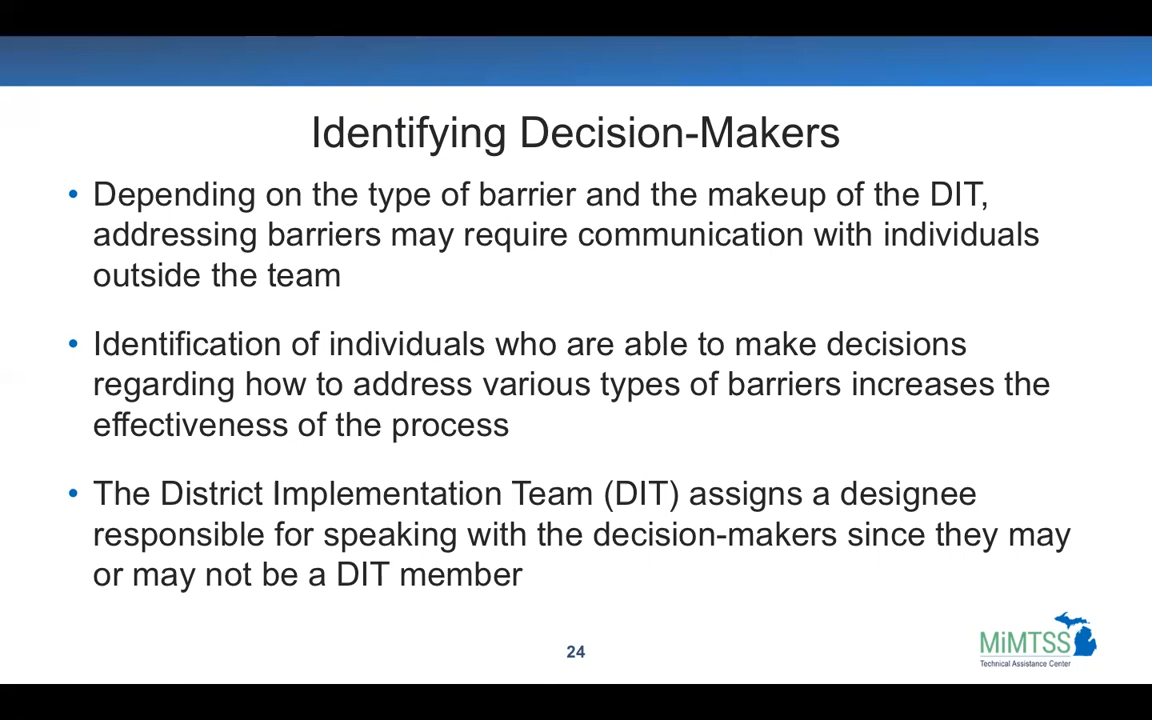 Identifying Decision-Makers
• Depending on the type of barrier and the makeup of the DIT,
addressing barriers may require communication with individuals
outside the team
• Identification of individuals who are able to make decisions
regarding how to address various types of barriers increases the
effectiveness of the process
• The District Implementation Team (DIT) assigns a designee
responsible for speaking with the decision-makers since they may
or may not be a DIT member
24
MiMTSS
Technical Assistance Center